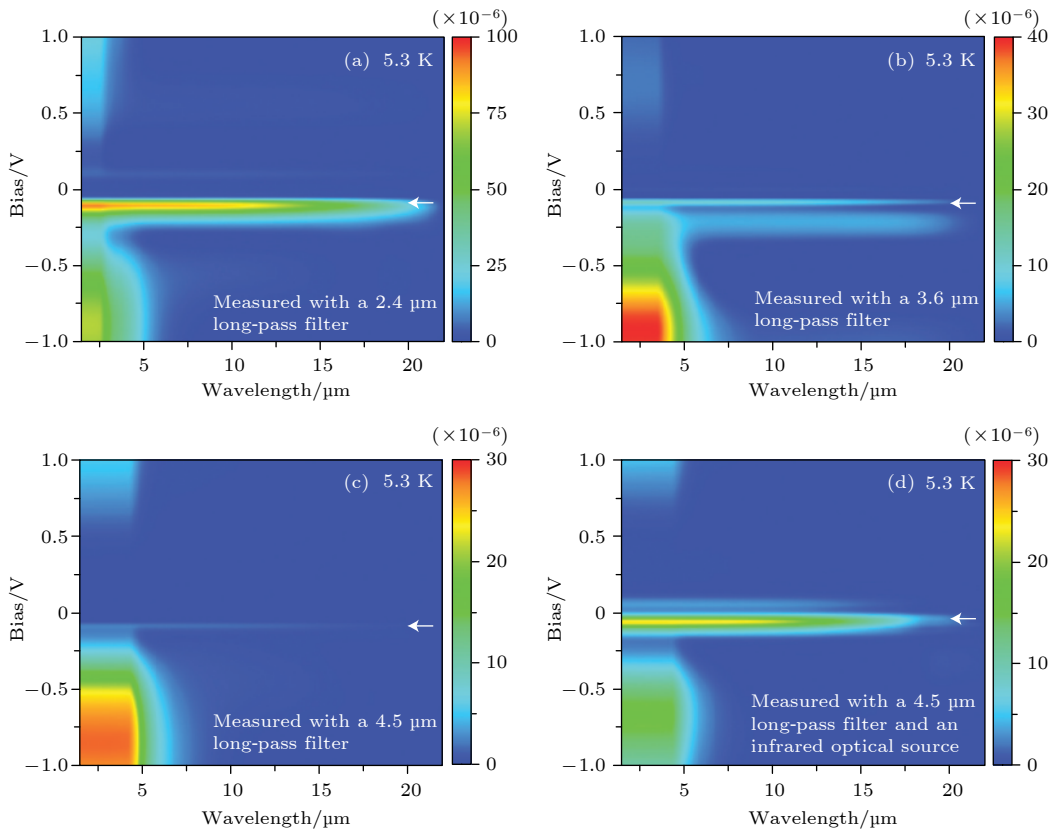 (×10−6)
1.0
0.5
0
−0.5
−1.0
Bias/V
(a) 5.3 K
Measured with a 2.4 µm
long-pass filter
5 10 15 20
Wavelength/µm
100
75
50
25
0
(×10−6)
1.0
0.5
0
−0.5
−1.0
Bias/V
(b) 5.3 K
Measured with a 3.6 µm
long-pass filter
5 10 15 20
Wavelength/µm
40
30
20
10
0
(×10−6)
1.0
0.5
0
−0.5
−1.0
Bias/V
(c) 5.3 K
Measured with a 4.5 µm
long-pass filter
5 10 15 20
Wavelength/µm
30
20
10
0
(×10−6)
1.0
0.5
0
−0.5
−1.0
Bias/V
(d) 5.3 K
Measured with a 4.5 µm
long-pass filter and an
infrared optical source
5 10 15 20
Wavelength/µm
30
20
10
0